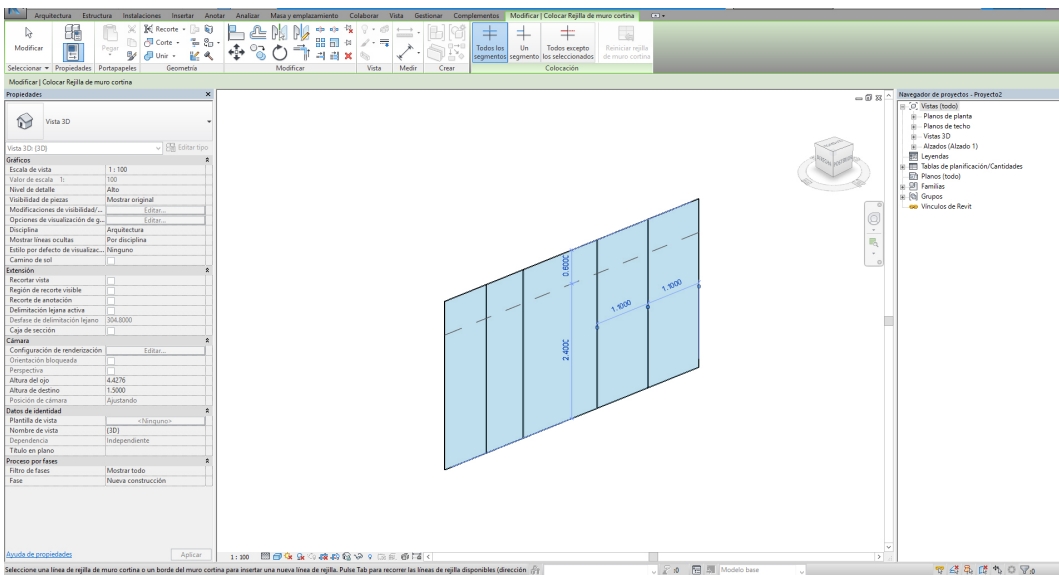 Arquitectura Estructura Instalaciones Insertar Anotar Analizar Masa y emplazamiento Colaborar Vista Gestionar Complementos Modificar | Colocar Rejilla de muro cortina
Recorte
Corte
Unir
Modificar
Pegar
Todos los segmentos
Un segmento
Todos excepto los seleccionados
Reiniciar rejilla de muro cortina
Seleccionar Propiedades Portapapeles Geometría Modificar Vista Medir Crear Colocación
Modificar | Colocar Rejilla de muro cortina
Propiedades
Vista 3D
Vista 3D: {3D} Editar tipo
Gráficos
Escala de vista 1 : 100
Valor de escala 1: 100
Nivel de detalle Alto
Visibilidad de piezas Mostrar original
Modificaciones de visibilidad/... Editar...
Opciones de visualización de g... Editar...
Disciplina Arquitectura
Mostrar líneas ocultas Por disciplina
Estilo por defecto de visualizac... Ninguno
Camino de sol
Extensión
Recortar vista
Región de recorte visible
Recorte de anotación
Delimitación lejana activa
Desfase de delimitación lejano 304.8000
Caja de sección
Cámara
Configuración de renderización Editar...
Orientación bloqueada
Perspectiva
Altura del ojo 4.4276
Altura de destino 1.5000
Posición de cámara Ajustando
Datos de identidad
Plantilla de vista <Ninguno>
Nombre de vista {3D}
Dependencia Independiente
Título en plano
Proceso por fases
Filtro de fases Mostrar todo
Fase Nueva construcción
Ayuda de propiedades Aplicar
1.1000
1.1000
2.4000
1 : 100
Navegador de proyectos - Proyecto2
Vistas (todo)
Planos de planta
Planos de techo
Vistas 3D
Alzados (Alzado 1)
Leyendas
Tablas de planificación/Cantidades
Planos (todo)
Familias
Grupos
Vínculos de Revit
Seleccione una línea de rejilla de muro cortina o un borde del muro cortina para insertar una nueva línea de rejilla. Pulse Tab para recorrer las líneas de rejilla disponibles (dirección
:0 Modelo base :0